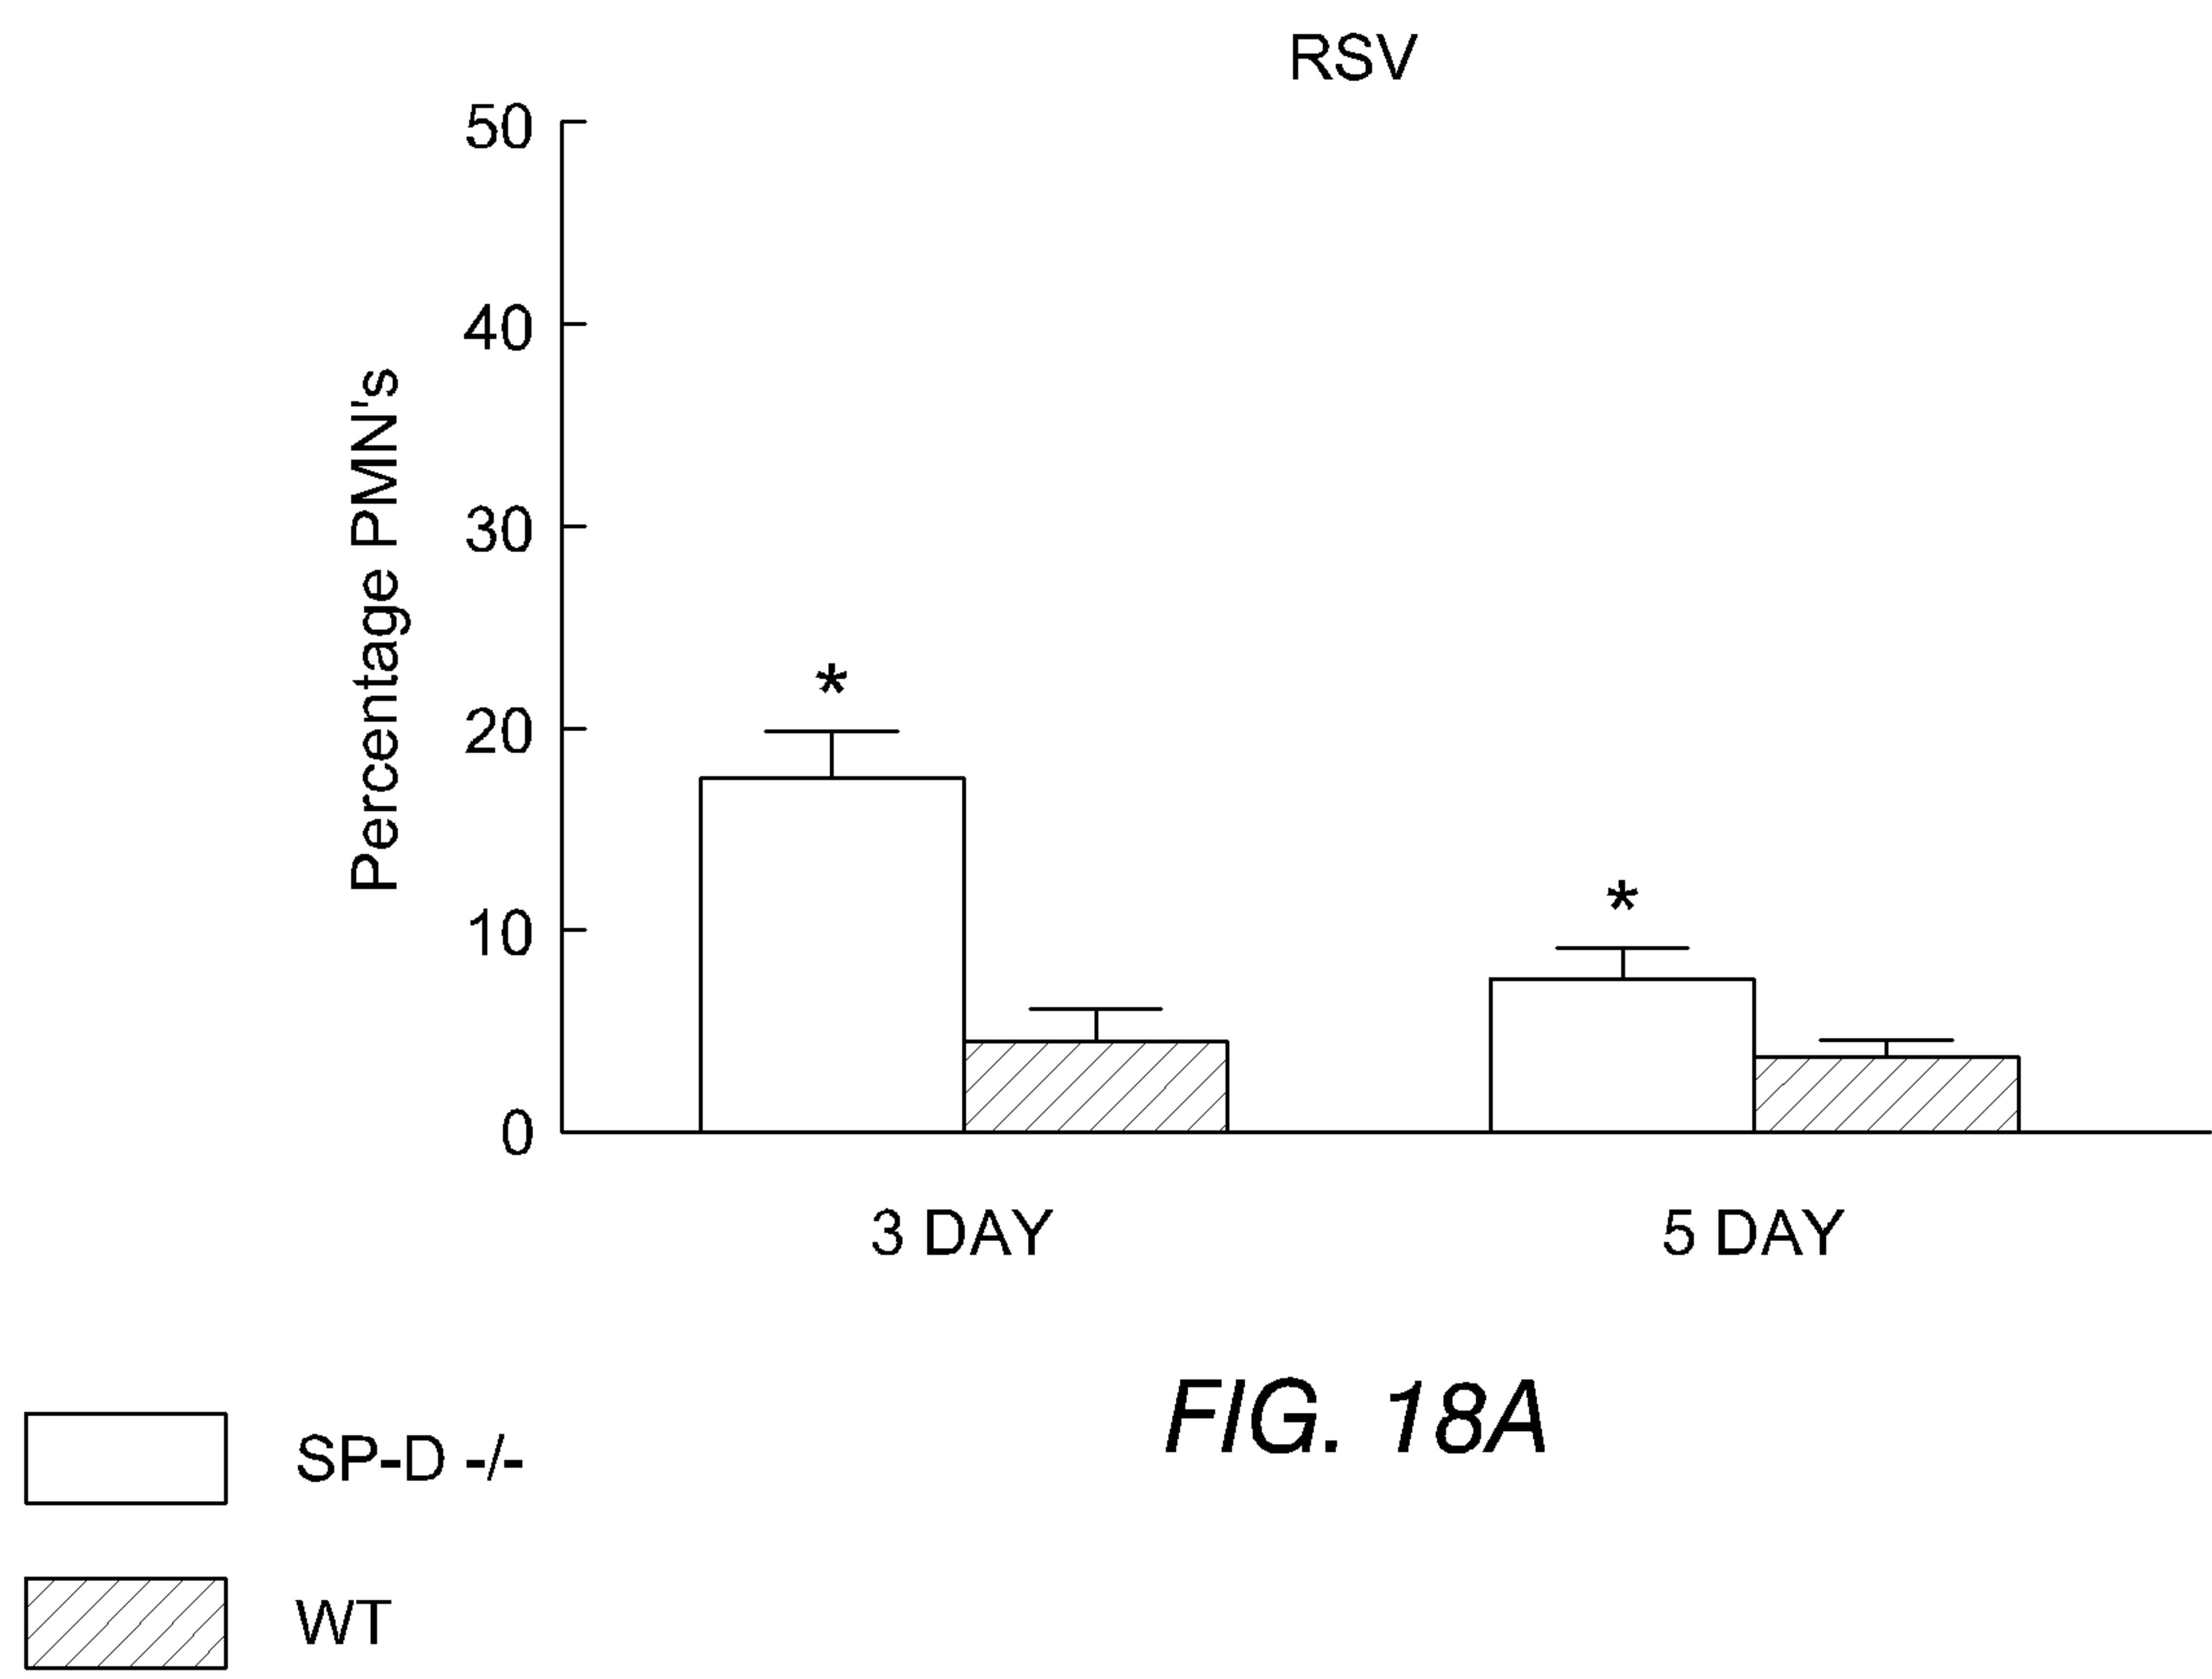 RSV
50
40
30
20
10
0
Percentage PMN's
*
*
3 DAY
5 DAY
FIG. 18A
SP-D -/-
WT